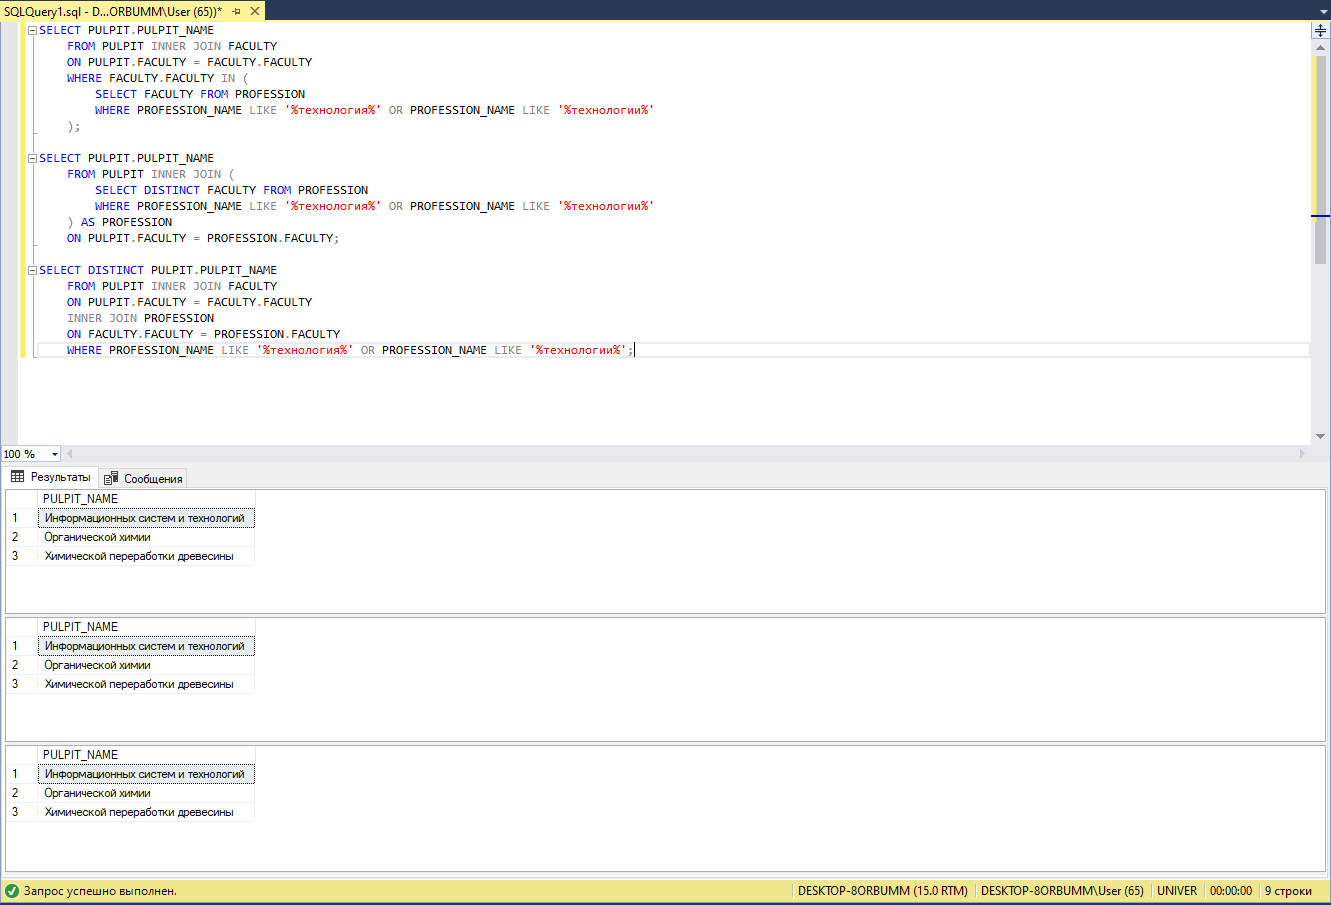 SQLQuery1.sql - D...ORBUMM\User (65))*
SELECT PULPIT.PULPIT_NAME
FROM PULPIT INNER JOIN FACULTY
ON PULPIT.FACULTY = FACULTY.FACULTY
WHERE FACULTY.FACULTY IN (
SELECT FACULTY FROM PROFESSION
WHERE PROFESSION_NAME LIKE '%технология%' OR PROFESSION_NAME LIKE '%технологии%'
);
SELECT PULPIT.PULPIT_NAME
FROM PULPIT INNER JOIN (
SELECT DISTINCT FACULTY FROM PROFESSION
WHERE PROFESSION_NAME LIKE '%технология%' OR PROFESSION_NAME LIKE '%технологии%'
) AS PROFESSION
ON PULPIT.FACULTY = PROFESSION.FACULTY;
SELECT DISTINCT PULPIT.PULPIT_NAME
FROM PULPIT INNER JOIN FACULTY
ON PULPIT.FACULTY = FACULTY.FACULTY
INNER JOIN PROFESSION
ON FACULTY.FACULTY = PROFESSION.FACULTY
WHERE PROFESSION_NAME LIKE '%технология%' OR PROFESSION_NAME LIKE '%технологии%';
100 %
Результаты Сообщения
PULPIT_NAME
1 Информационных систем и технологий
2 Органической химии
3 Химической переработки древесины
PULPIT_NAME
1 Информационных систем и технологий
2 Органической химии
3 Химической переработки древесины
PULPIT_NAME
1 Информационных систем и технологий
2 Органической химии
3 Химической переработки древесины
Запрос успешно выполнен. DESKTOP-8ORBUMM (15.0 RTM) DESKTOP-8ORBUMM\User (65) UNIVER 00:00:00 9 строки